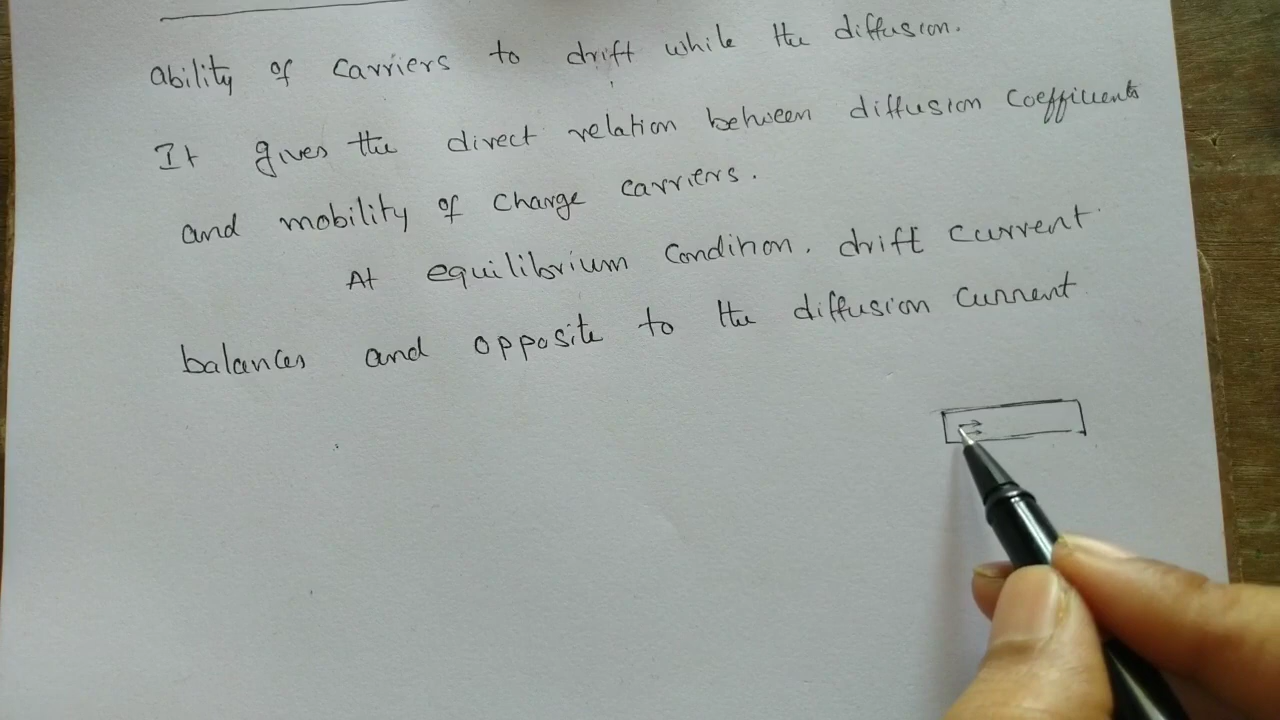 ability of carriers to drift while the diffusion.
It gives the direct relation between diffusion coefficients
and mobility of charge carriers.
At equilibrium condition, drift current
balances and opposite to the diffusion current